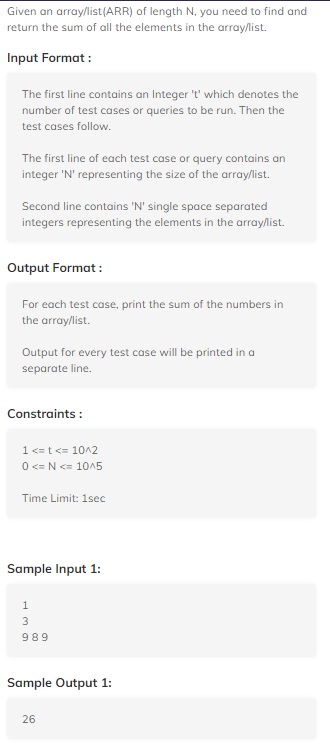 Given an array/list(ARR) of length N, you need to find and
return the sum of all the elements in the array/list.
Input Format :
The first line contains an Integer 't' which denotes the
number of test cases or queries to be run. Then the
test cases follow.
The first line of each test case or query contains an
integer 'N' representing the size of the array/list.
Second line contains 'N' single space separated
integers representing the elements in the array/list.
Output Format :
For each test case, print the sum of the numbers in
the array/list.
Output for every test case will be printed in a
separate line.
Constraints :
1 <= t <= 10^2
0 <= N <= 10^5
Time Limit: 1sec
Sample Input 1:
1
3
9 8 9
Sample Output 1:
26